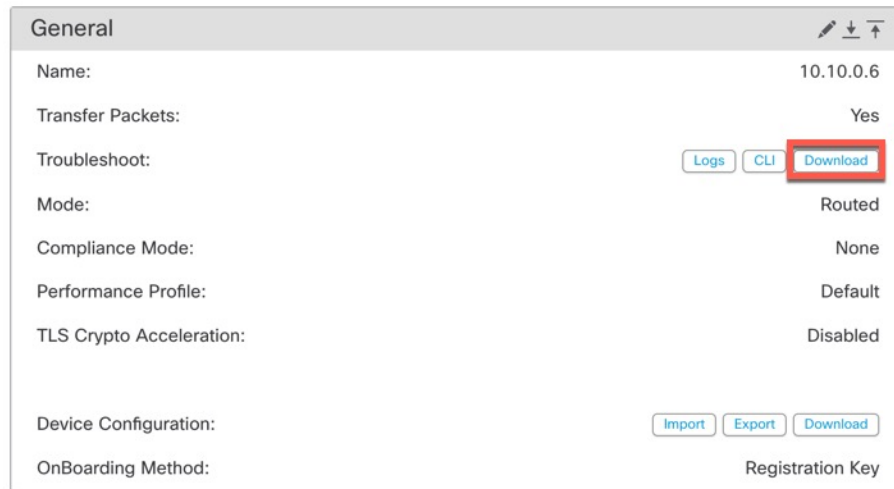 General
Name: 10.10.0.6
Transfer Packets: Yes
Troubleshoot: Logs CLI Download
Mode: Routed
Compliance Mode: None
Performance Profile: Default
TLS Crypto Acceleration: Disabled
Device Configuration: Import Export Download
OnBoarding Method: Registration Key